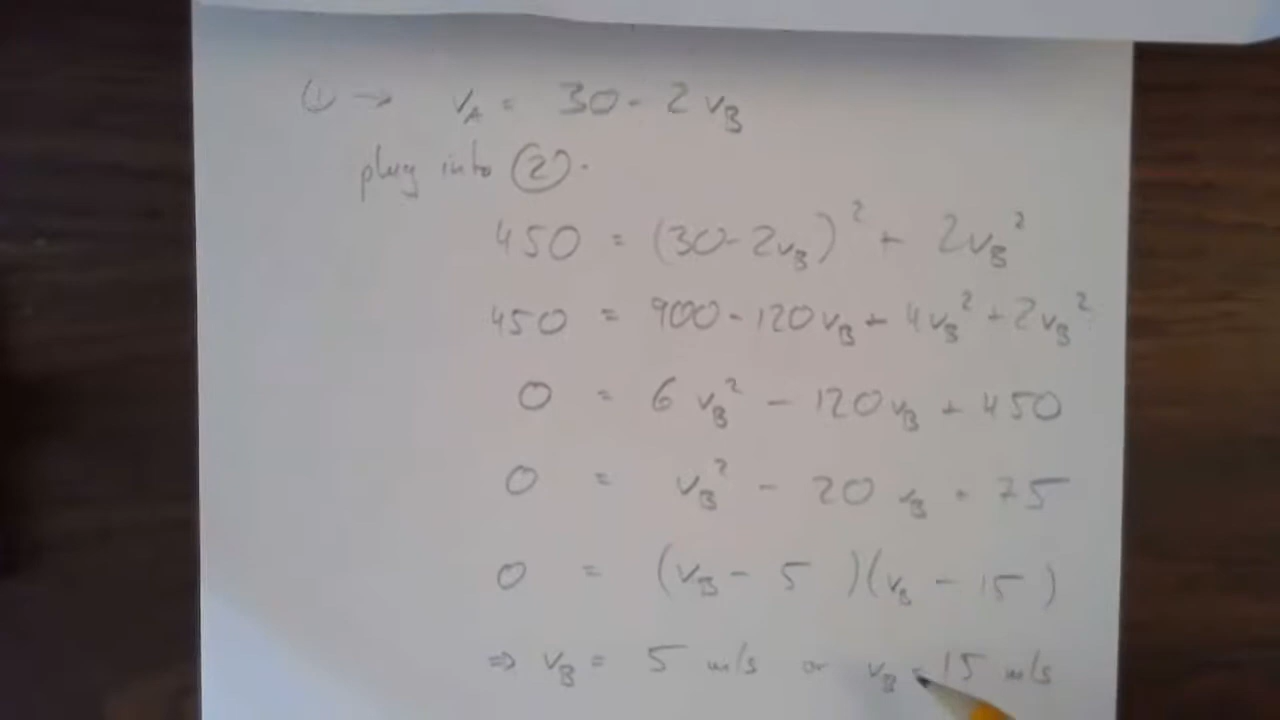 ① → v_A = 30 - 2v_B
plug into ②.
450 = (30 - 2v_B)² + 2v_B²
450 = 900 - 120v_B + 4v_B² + 2v_B²
0 = 6v_B² - 120v_B + 450
0 = v_B² - 20v_B + 75
0 = (v_B - 5)(v_B - 15)
⇒ v_B = 5 m/s or v_B = 15 m/s